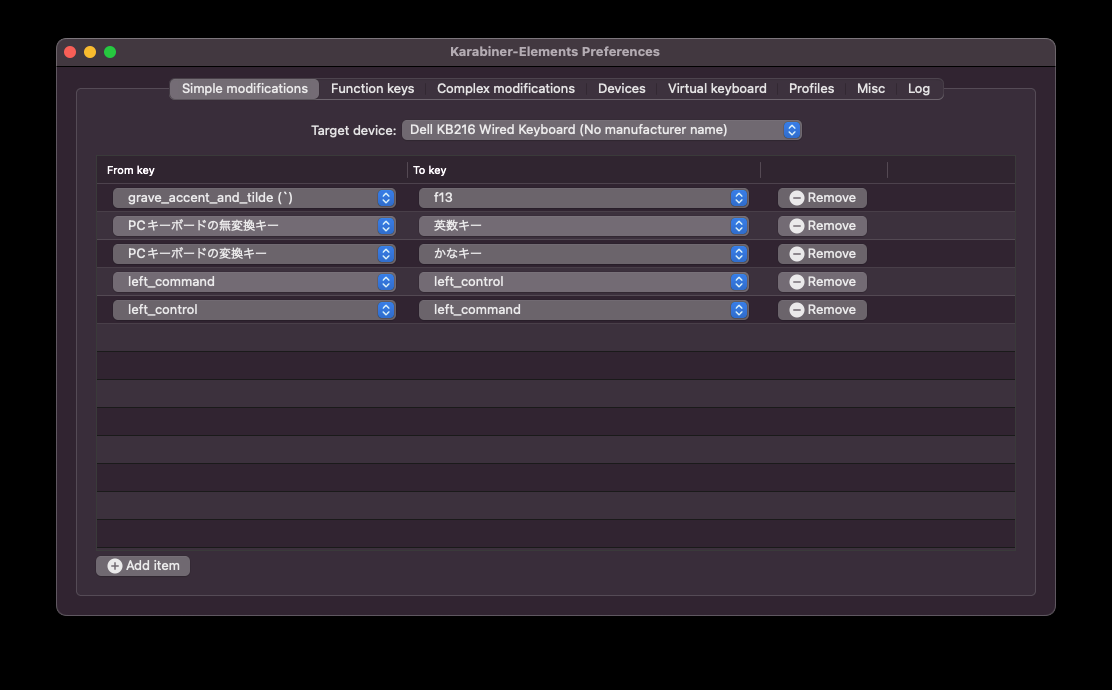 Karabiner-Elements Preferences
Simple modifications Function keys Complex modifications Devices Virtual keyboard Profiles Misc Log
Target device: Dell KB216 Wired Keyboard (No manufacturer name)
From key To key
grave_accent_and_tilde (`) f13 Remove
PCキーボードの無変換キー 英数キー Remove
PCキーボードの変換キー かなキー Remove
left_command left_control Remove
left_control left_command Remove
Add item